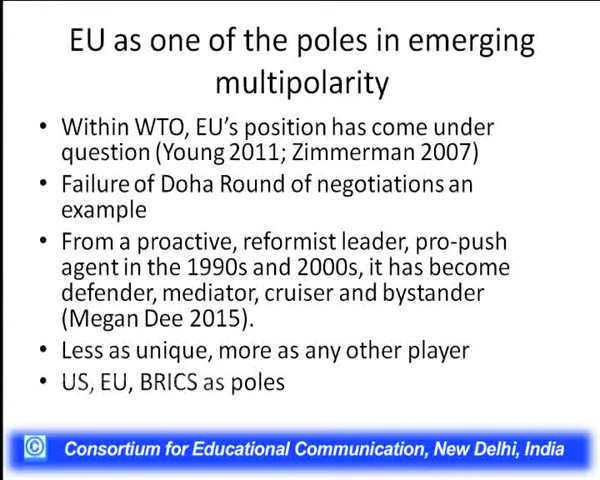 EU as one of the poles in emerging
multipolarity
• Within WTO, EU's position has come under
question (Young 2011; Zimmerman 2007)
• Failure of Doha Round of negotiations an
example
• From a proactive, reformist leader, pro-push
agent in the 1990s and 2000s, it has become
defender, mediator, cruiser and bystander
(Megan Dee 2015).
• Less as unique, more as any other player
• US, EU, BRICS as poles
© Consortium for Educational Communication, New Delhi, India